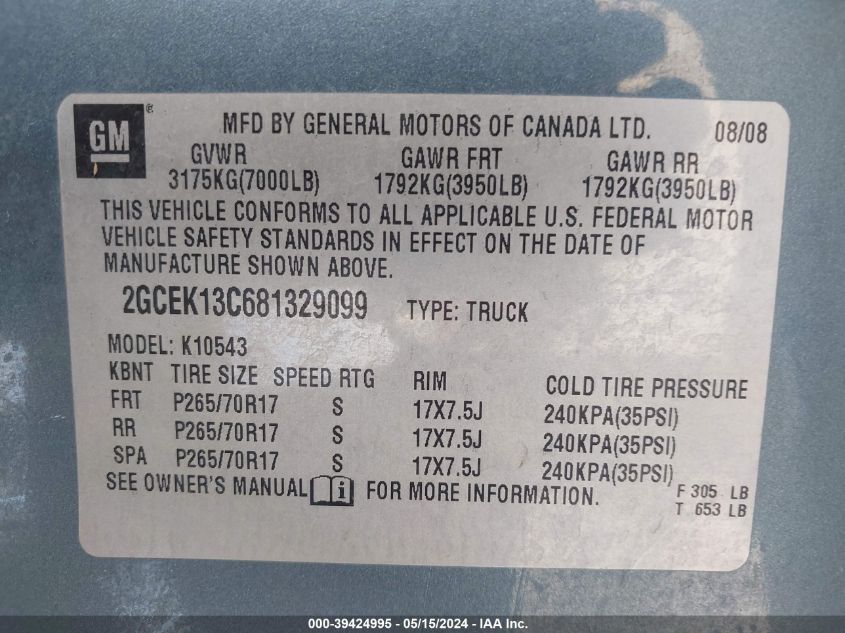 GM ® MFD BY GENERAL MOTORS OF CANADA LTD. 08/08
GVWR GAWR FRT GAWR RR
3175KG(7000LB) 1792KG(3950LB) 1792KG(3950LB)
THIS VEHICLE CONFORMS TO ALL APPLICABLE U.S. FEDERAL MOTOR
VEHICLE SAFETY STANDARDS IN EFFECT ON THE DATE OF
MANUFACTURE SHOWN ABOVE.
2GCEK13C681329099 TYPE: TRUCK
MODEL: K10543
KBNT TIRE SIZE SPEED RTG RIM COLD TIRE PRESSURE
FRT P265/70R17 S 17X7.5J 240KPA(35PSI)
RR P265/70R17 S 17X7.5J 240KPA(35PSI)
SPA P265/70R17 S 17X7.5J 240KPA(35PSI)
SEE OWNER'S MANUAL i FOR MORE INFORMATION.
F 305 LB
T 653 LB
000-39424995 - 05/15/2024 - IAAI.com